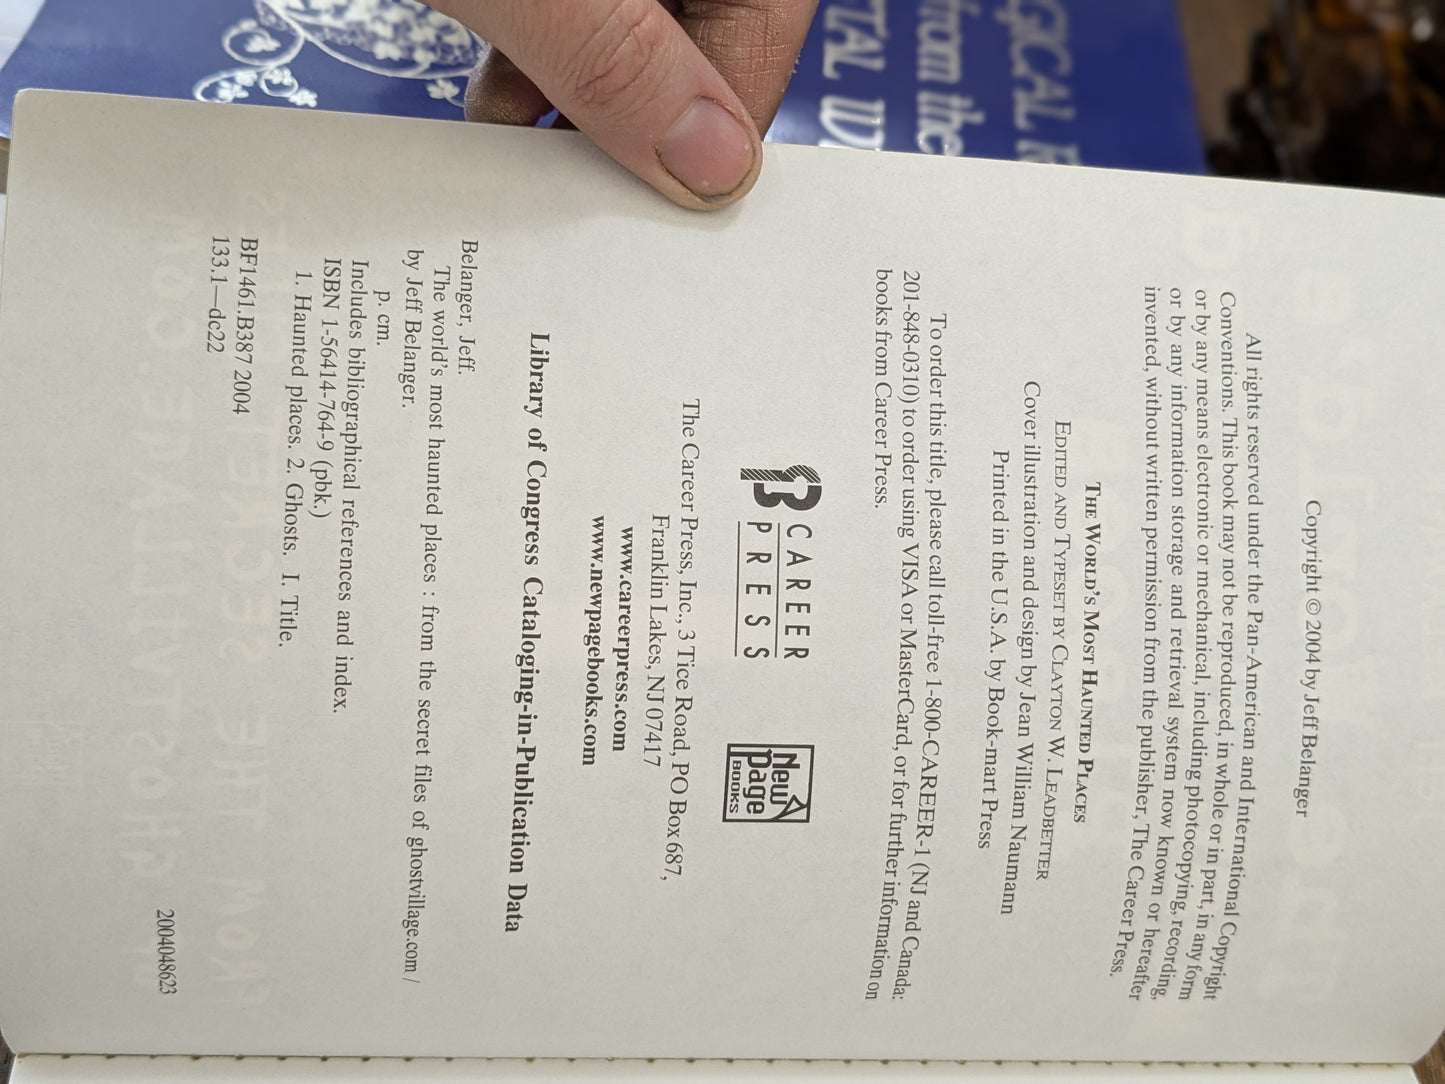 Copyright © 2004 by Jeff Belanger
All rights reserved under the Pan-American and International Copyright
Conventions. This book may not be reproduced, in whole or in part, in any form
or by any means electronic or mechanical, including photocopying, recording,
or by any information storage and retrieval system now known or hereafter
invented, without written permission from the publisher, The Career Press.
THE WORLD'S MOST HAUNTED PLACES
EDITED AND TYPESET BY CLAYTON W. LEADBETTER
Cover illustration and design by Jean William Naumann
Printed in the U.S.A. by Book-mart Press
To order this title, please call toll-free 1-800-CAREER-1 (NJ and Canada:
201-848-0310) to order using VISA or MasterCard, or for further information on
books from Career Press.
CAREER
PRESS
New
Page
BOOKS
The Career Press, Inc., 3 Tice Road, PO Box 687,
Franklin Lakes, NJ 07417
www.careerpress.com
www.newpagebooks.com
Library of Congress Cataloging-in-Publication Data
Belanger, Jeff.
The world's most haunted places : from the secret files of ghostvillage.com /
by Jeff Belanger.
p. cm.
Includes bibliographical references and index.
ISBN 1-56414-764-9 (pbk.)
1. Haunted places. 2. Ghosts. I. Title.
BF1461.B387 2004
133.1—dc22
2004048623
from the